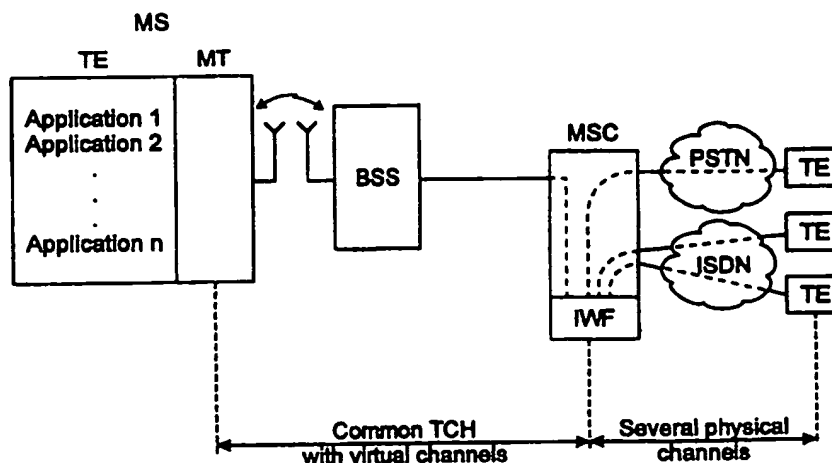 MS
TE
MT
Application 1
Application 2
.
.
.
Application n
BSS
MSC
IWF
PSTN
ISDN
TE
TE
TE
Common TCH
with virtual channels
Several physical
channels